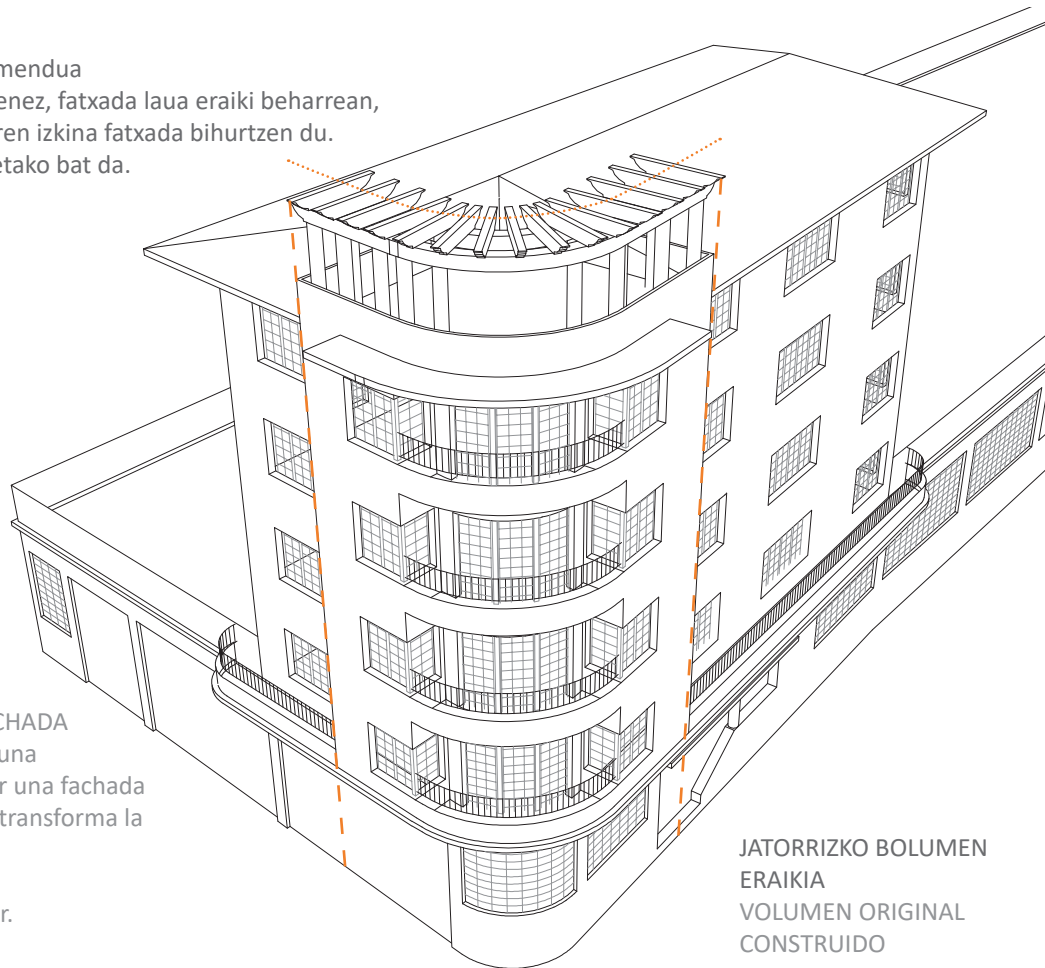 mendua
enez, fatxada laua eraiki beharrean,
ren izkina fatxada bihurtzen du.
etako bat da.
CHADA
una
r una fachada
transforma la
r.
JATORRIZKO BOLUMEN
ERAIKIA
VOLUMEN ORIGINAL
CONSTRUIDO